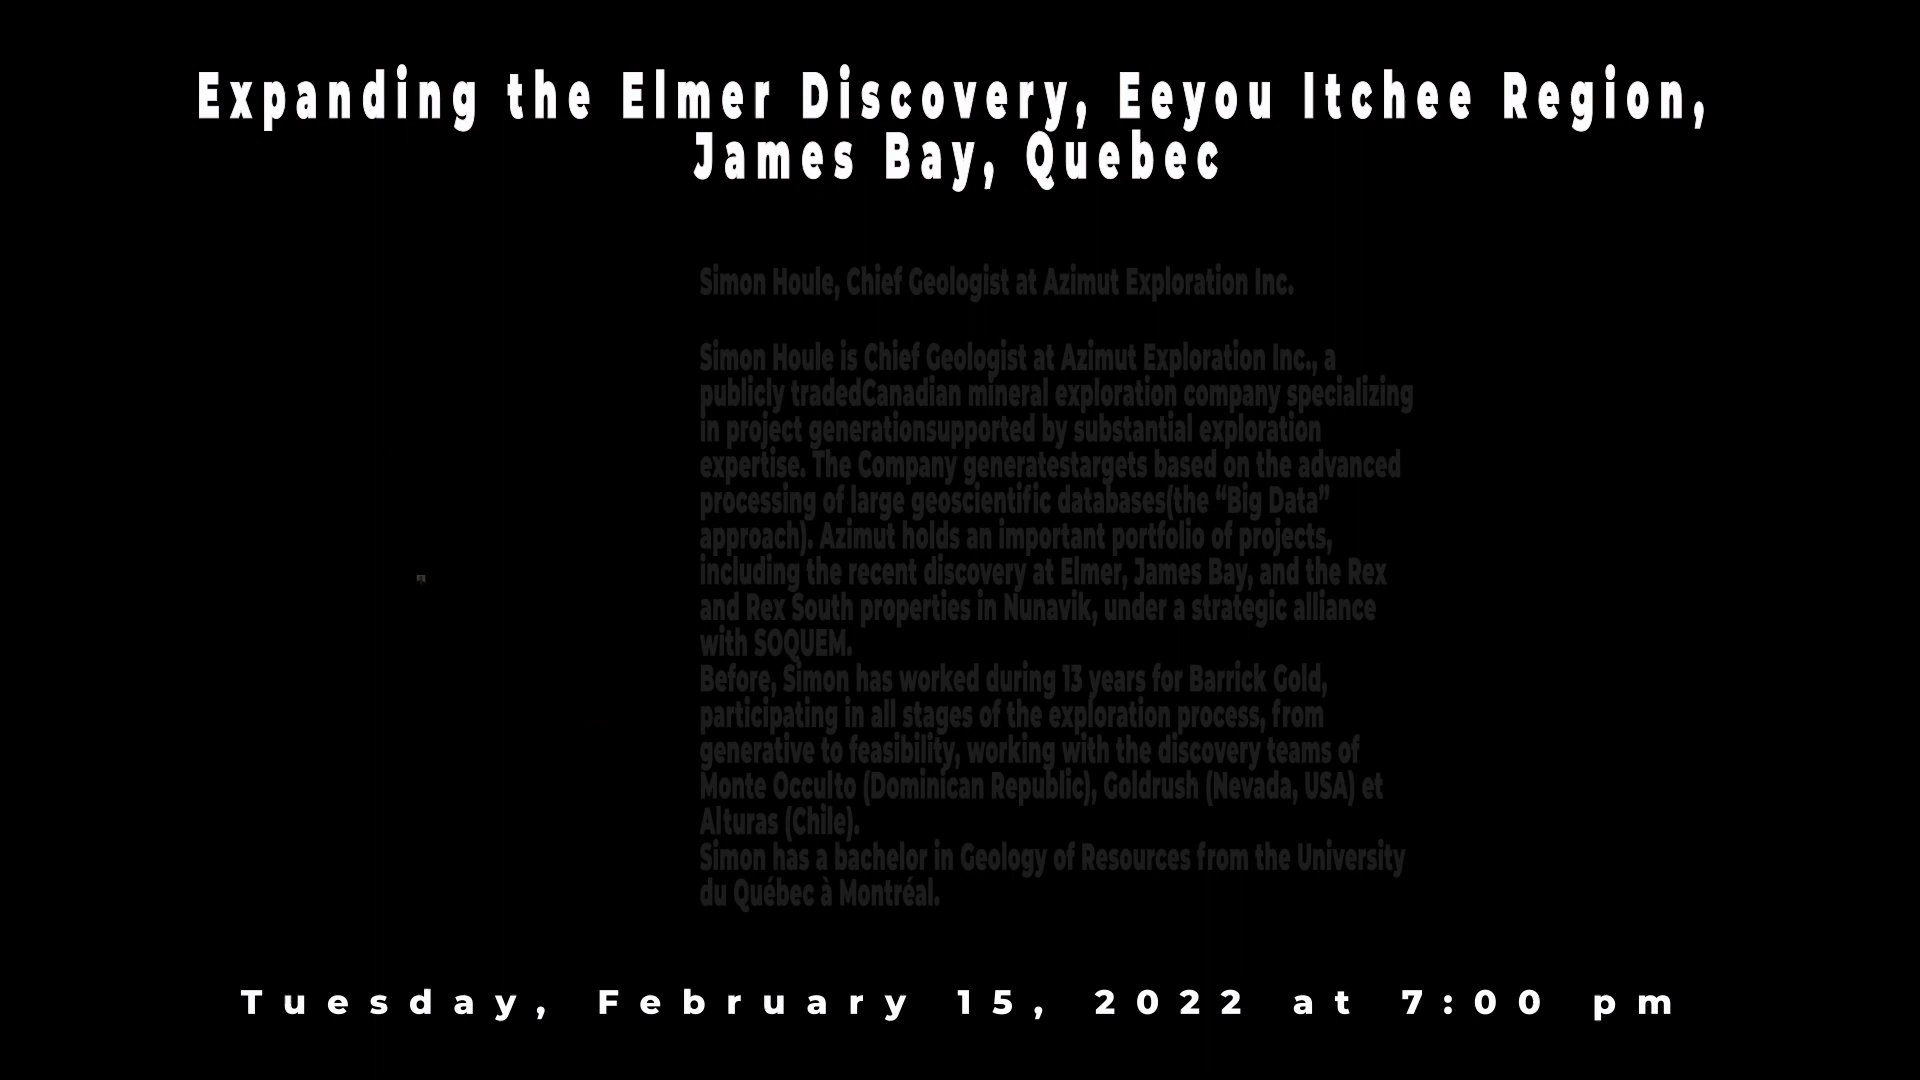 Expanding the Elmer Discovery, Eeyou Itchee Region,
James Bay, Quebec
Simon Houle, Chief Geologist at Azimut Exploration Inc.
Simon Houle is Chief Geologist at Azimut Exploration Inc., a
publicly tradedCanadian mineral exploration company specializing
in project generationsupported by substantial exploration
expertise. The Company generatestargets based on the advanced
processing of large geoscientific databases(the “Big Data”
approach). Azimut holds an important portfolio of projects,
including the recent discovery at Elmer, James Bay, and the Rex
and Rex South properties in Nunavik, under a strategic alliance
with SOQUEM.
Before, Simon has worked during 13 years for Barrick Gold,
participating in all stages of the exploration process, from
generative to feasibility, working with the discovery teams of
Monte Occulto (Dominican Republic), Goldrush (Nevada, USA) et
Alturas (Chile).
Simon has a bachelor in Geology of Resources from the University
du Québec à Montréal.
Tuesday, February 15, 2022 at 7:00 pm